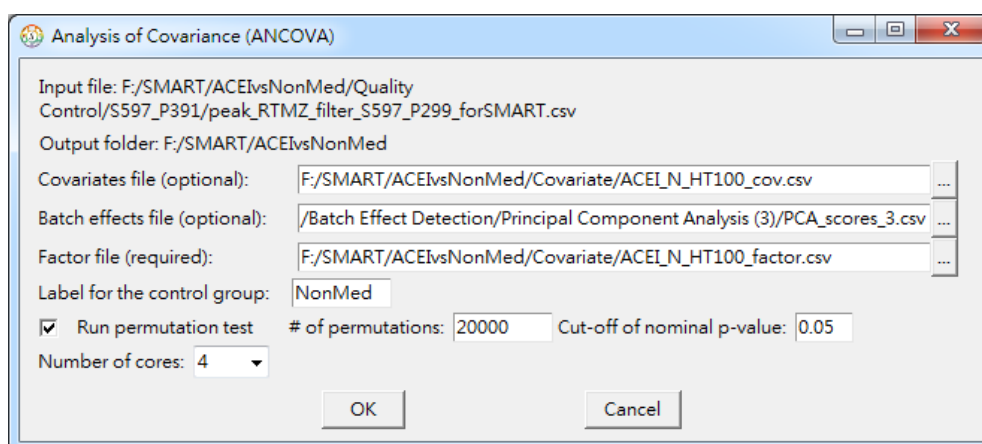 Analysis of Covariance (ANCOVA)
Input file: F:/SMART/ACEIvsNonMed/Quality
Control/S597_P391/peak_RTMZ_filter_S597_P299_forSMART.csv
Output folder: F:/SMART/ACEIvsNonMed
Covariates file (optional): F:/SMART/ACEIvsNonMed/Covariate/ACEI_N_HT100_cov.csv ...
Batch effects file (optional): /Batch Effect Detection/Principal Component Analysis (3)/PCA_scores_3.csv ...
Factor file (required): F:/SMART/ACEIvsNonMed/Covariate/ACEI_N_HT100_factor.csv ...
Label for the control group: NonMed
Run permutation test # of permutations: 20000 Cut-off of nominal p-value: 0.05
Number of cores: 4
OK Cancel